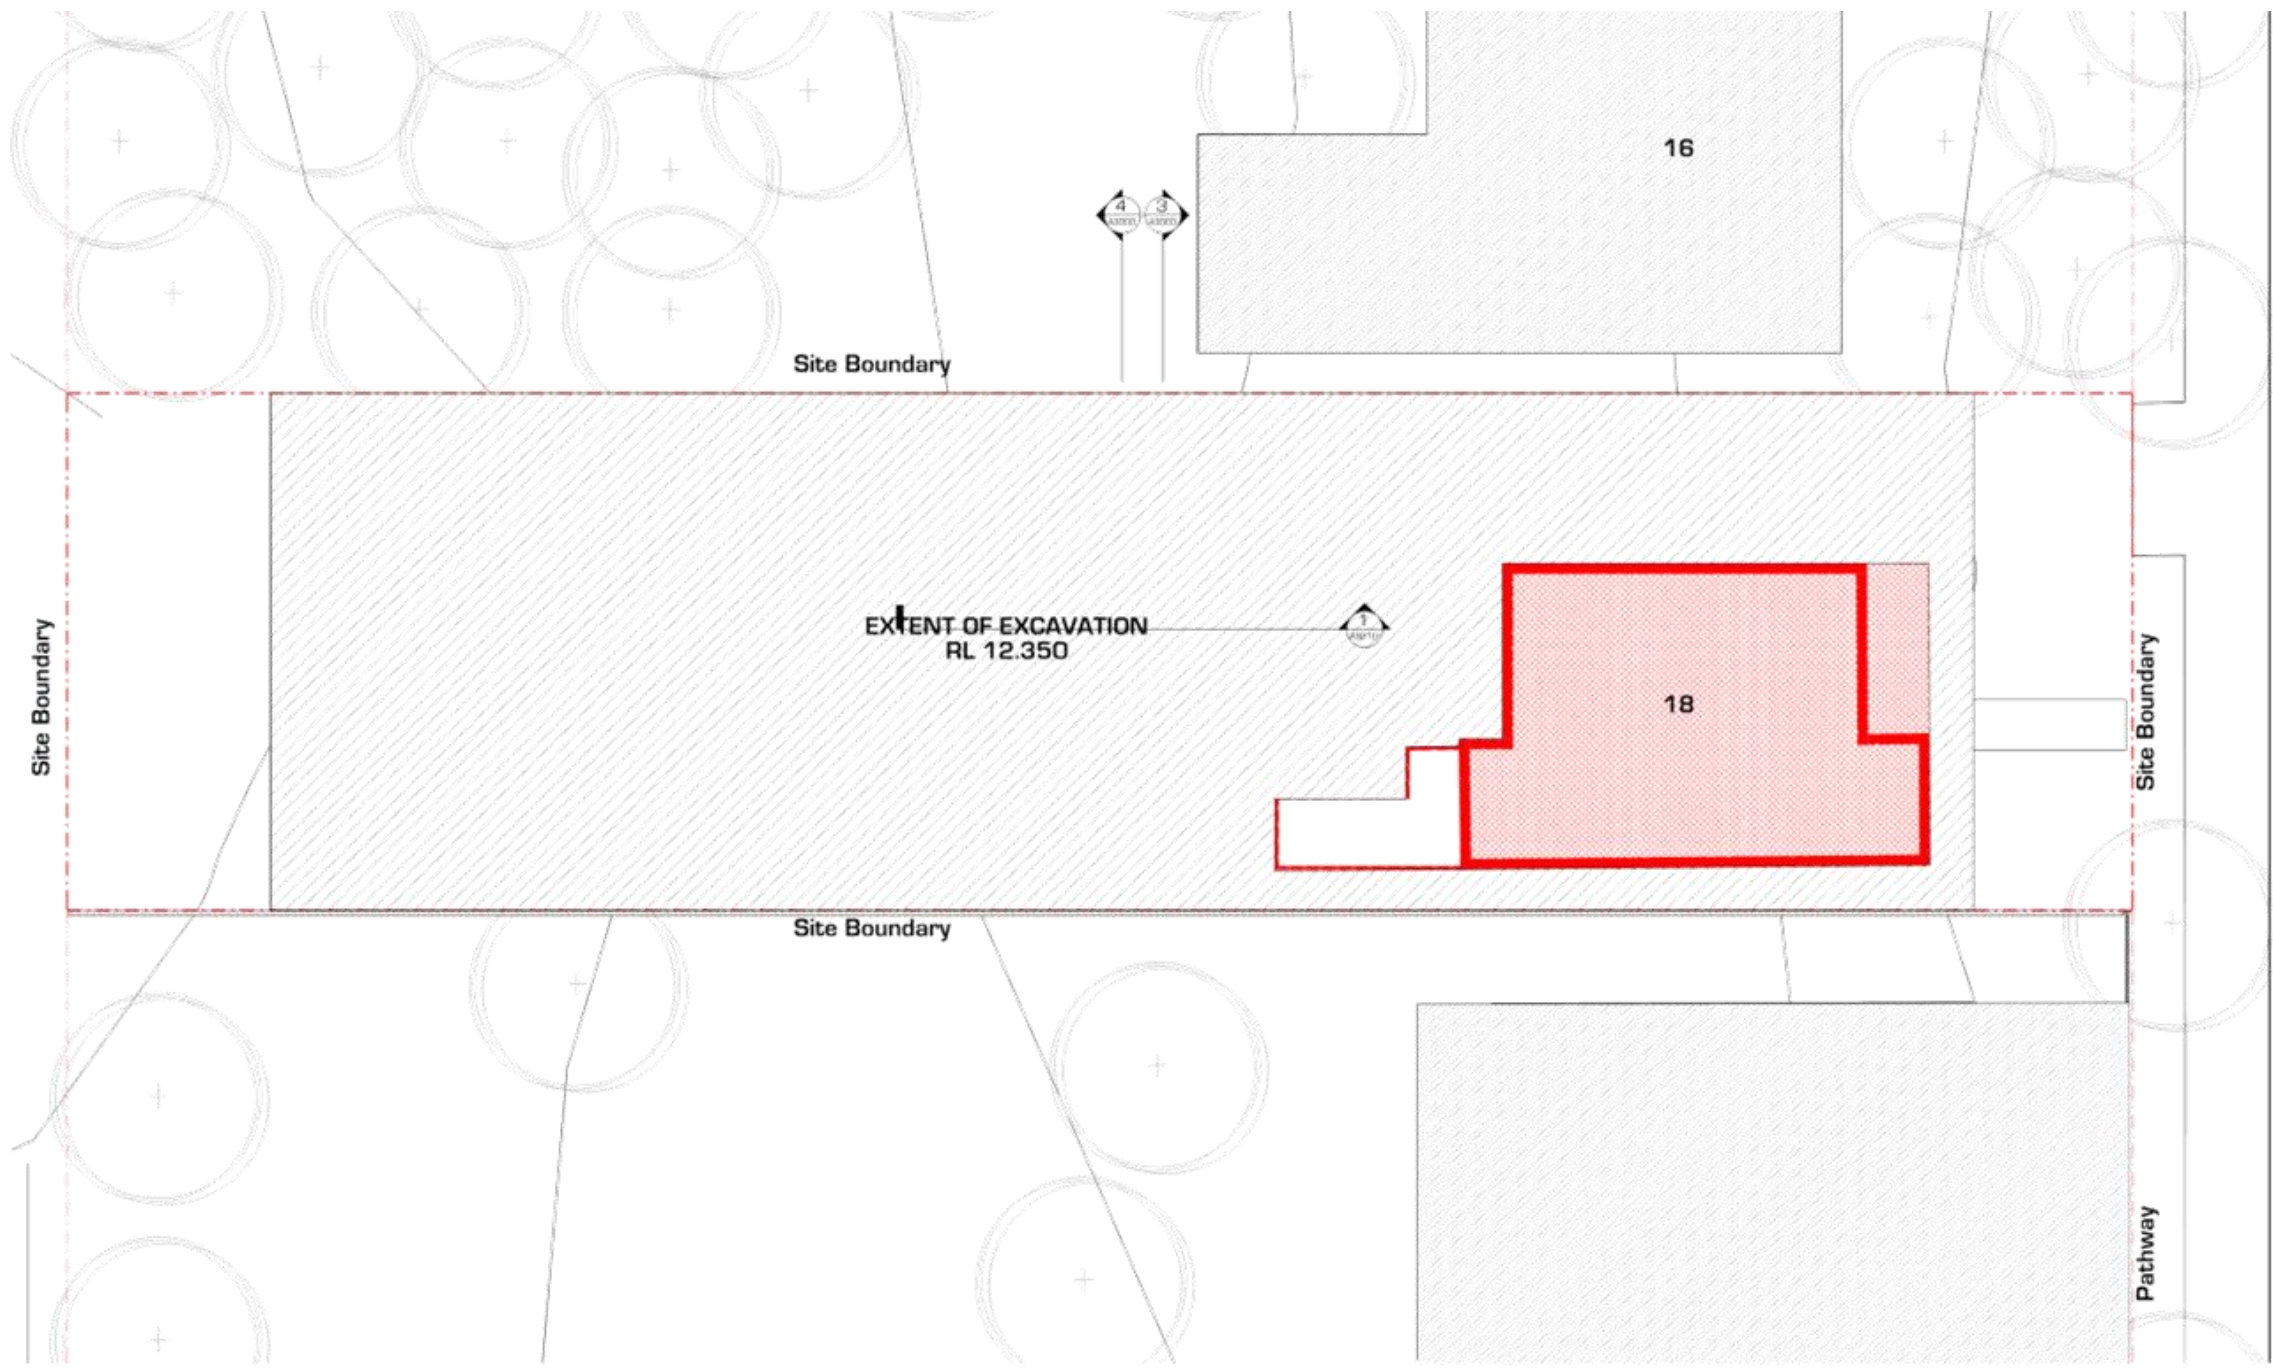 16
4
3
Site Boundary
EXTENT OF EXCAVATION
RL 12.350
1
18
Site Boundary
Site Boundary
Site Boundary
Pathway